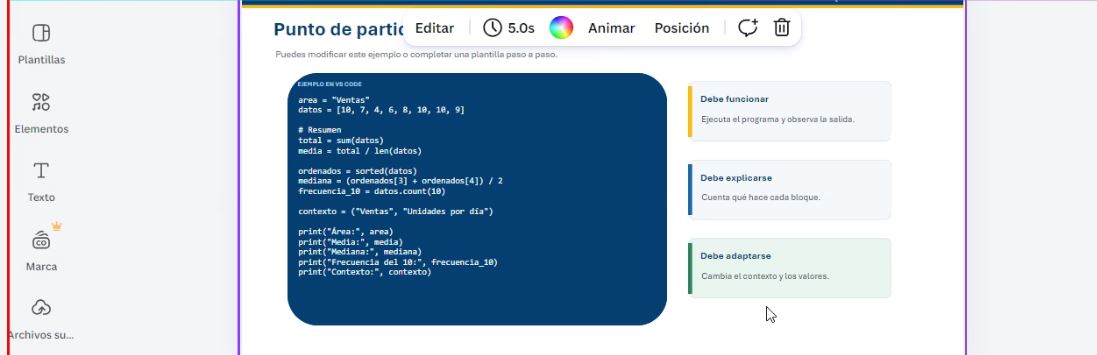 Plantillas
Elementos
Texto
Marca
Archivos su...
Editar
5.0s
Animar
Posición
Punto de partid
Puedes modificar este ejemplo o completar una plantilla paso a paso.
EJEMPLO EN VS CODE
area = "Ventas"
datos = [10, 7, 4, 6, 8, 10, 10, 9]
# Resumen
total = sum(datos)
media = total / len(datos)
ordenados = sorted(datos)
mediana = (ordenados[3] + ordenados[4]) / 2
frecuencia_10 = datos.count(10)
contexto = ("Ventas", "Unidades por día")
print("Área:", area)
print("Media:", media)
print("Mediana:", mediana)
print("Frecuencia del 10:", frecuencia_10)
print("Contexto:", contexto)
Debe funcionar
Ejecuta el programa y observa la salida.
Debe explicarse
Cuenta qué hace cada bloque.
Debe adaptarse
Cambia el contexto y los valores.